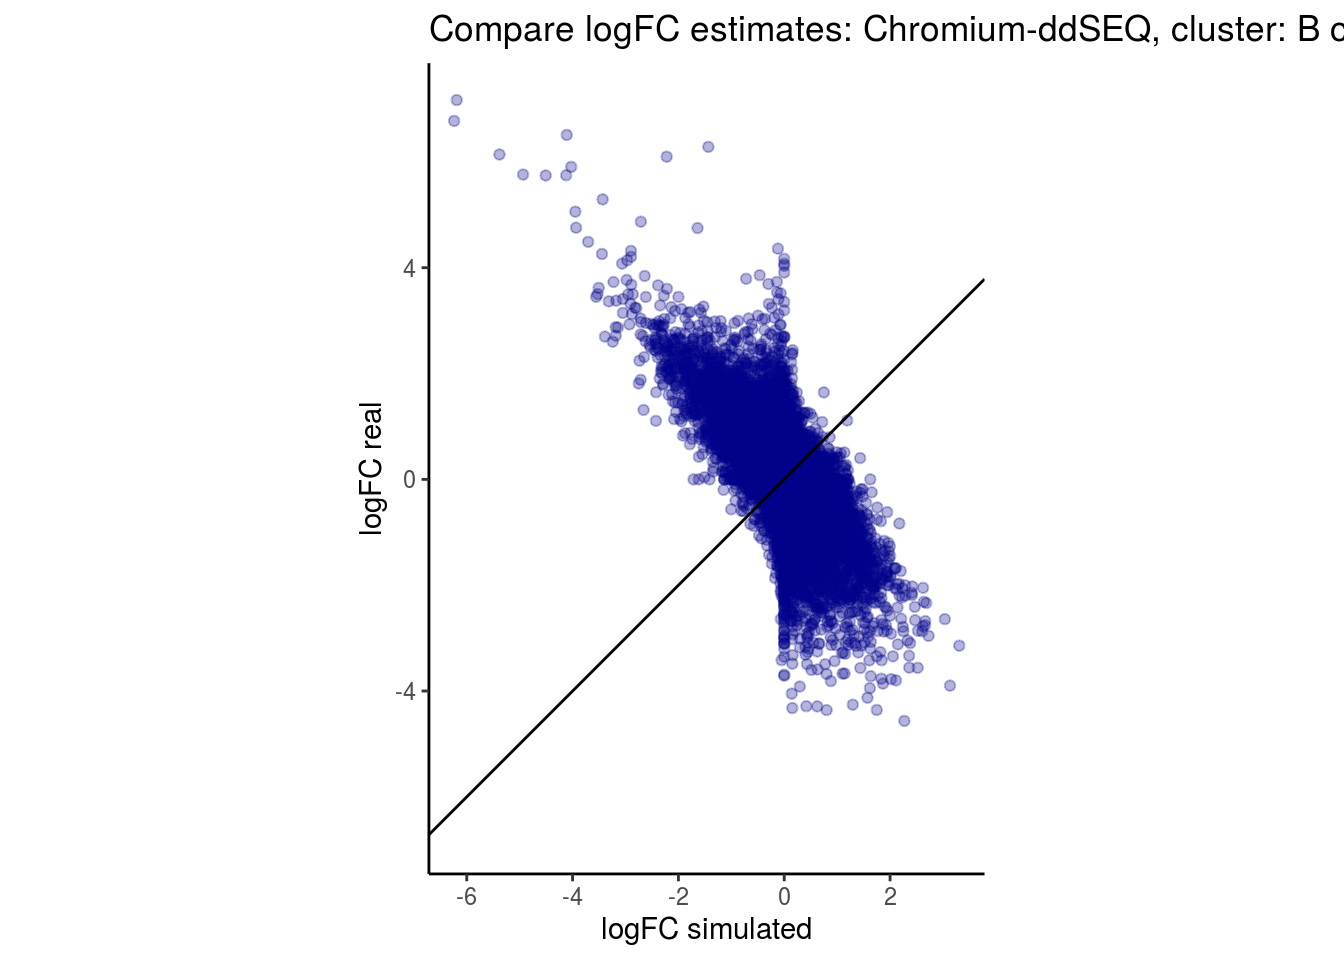 Compare logFC estimates: Chromium-ddSEQ, cluster: B
4
0
-4
logFC real
-6
-4
-2
0
2
logFC simulated